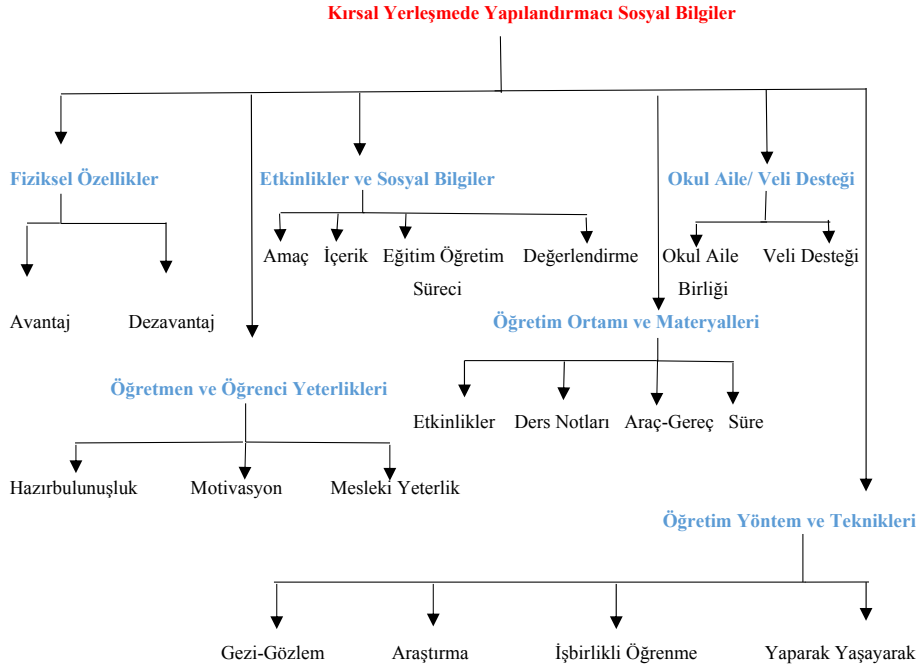 Kırsal Yerleşmede Yapılandırmacı Sosyal Bilgiler
Fiziksel Özellikler
Etkinlikler ve Sosyal Bilgiler
Okul Aile/ Veli Desteği
Amaç
İçerik
Eğitim Öğretim
Süreci
Değerlendirme
Okul Aile
Birliği
Veli Desteği
Avantaj
Dezavantaj
Öğretim Ortamı ve Materyalleri
Öğretmen ve Öğrenci Yeterlikleri
Etkinlikler
Ders Notları
Araç-Gereç
Süre
Hazırbulunuşluk
Motivasyon
Mesleki Yeterlik
Öğretim Yöntem ve Teknikleri
Gezi-Gözlem
Araştırma
İşbirlikli Öğrenme
Yaparak Yaşayarak